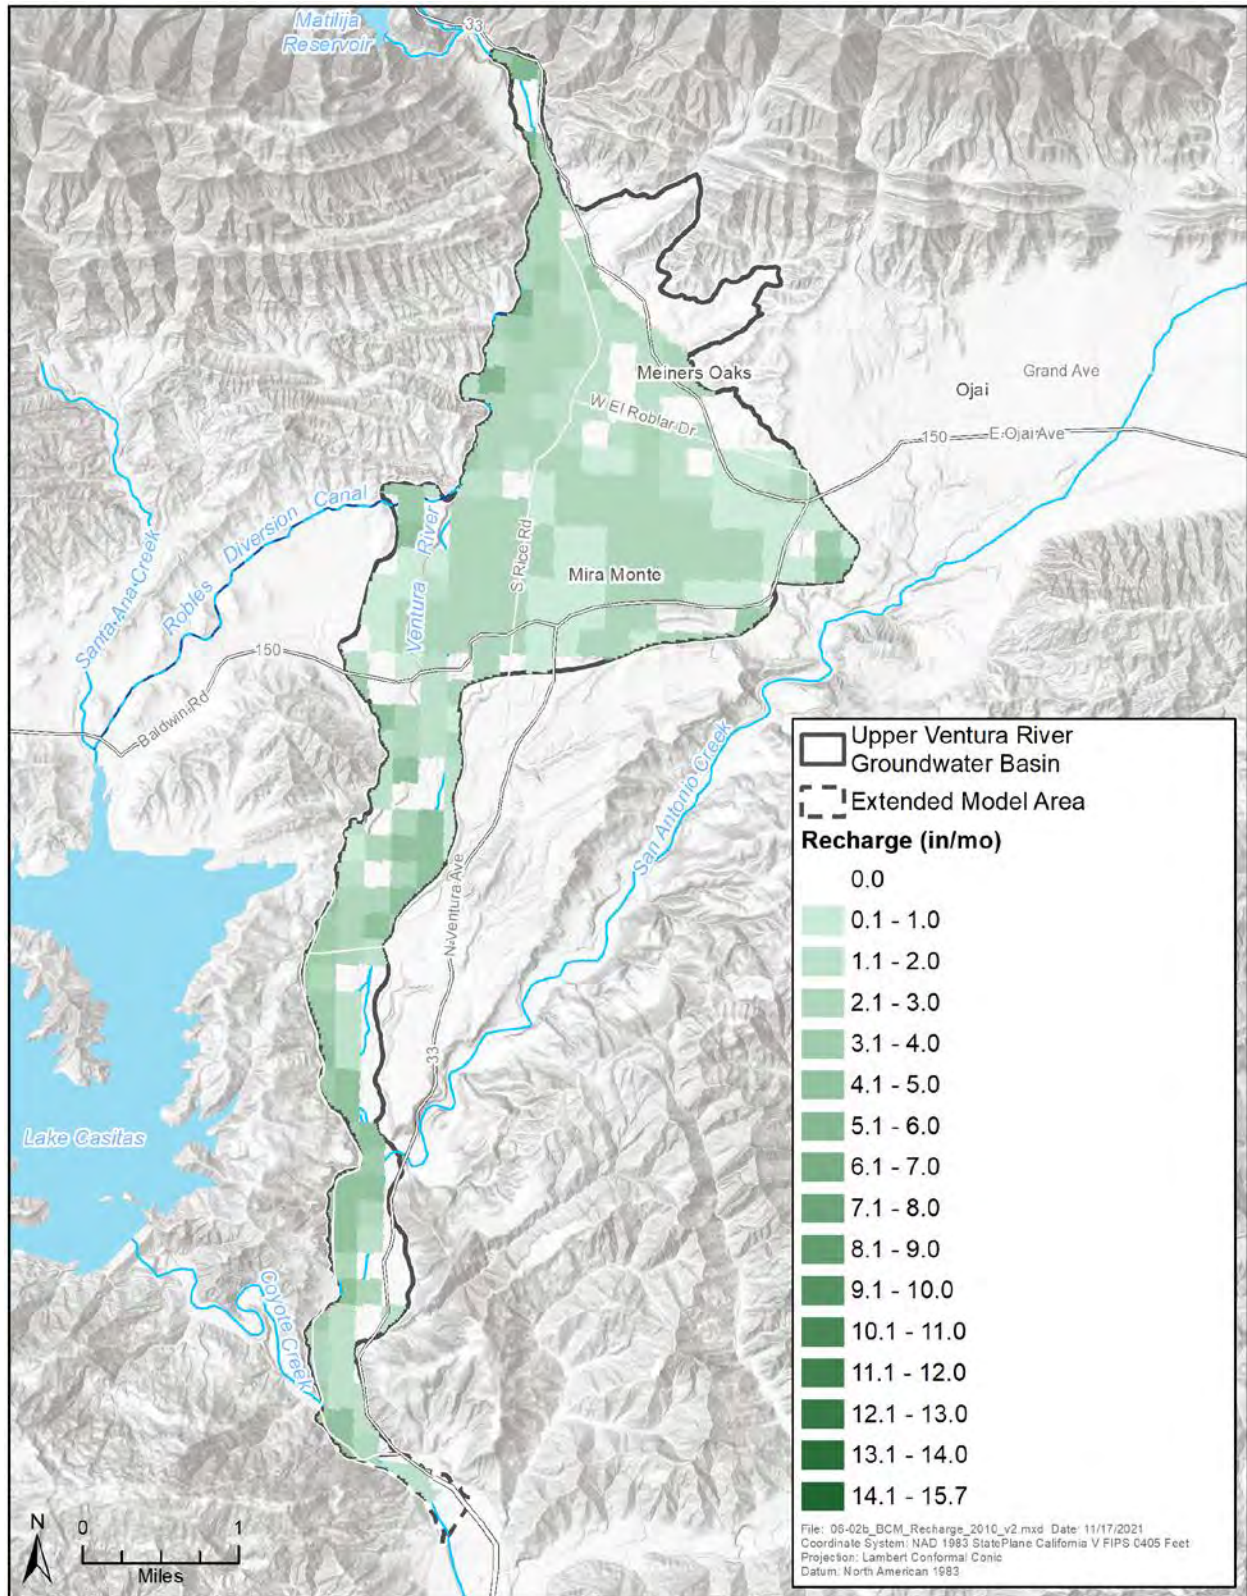 Matilija
Reservoir
33
Meiners Oaks
Grand Ave
Ojai
W El Roblar Dr
150
E Ojai Ave
Robles Diversion Canal
Ventura River
S Rice Rd
Santa Ana Creek
Mira Monte
150
Baldwin Rd
San Antonio Creek
N Ventura Ave
33
Lake Casitas
Coyote Creek
Upper Ventura River
Groundwater Basin
Extended Model Area
Recharge (in/mo)
0.0
0.1 - 1.0
1.1 - 2.0
2.1 - 3.0
3.1 - 4.0
4.1 - 5.0
5.1 - 6.0
6.1 - 7.0
7.1 - 8.0
8.1 - 9.0
9.1 - 10.0
10.1 - 11.0
11.1 - 12.0
12.1 - 13.0
13.1 - 14.0
14.1 - 15.7
File: 06-02b_BCM_Recharge_2010_v2.mxd Date: 11/17/2021
Coordinate System: NAD 1983 StatePlane California V FIPS 0405 Feet
Projection: Lambert Conformal Conic
Datum: North American 1983
N
0 1
Miles